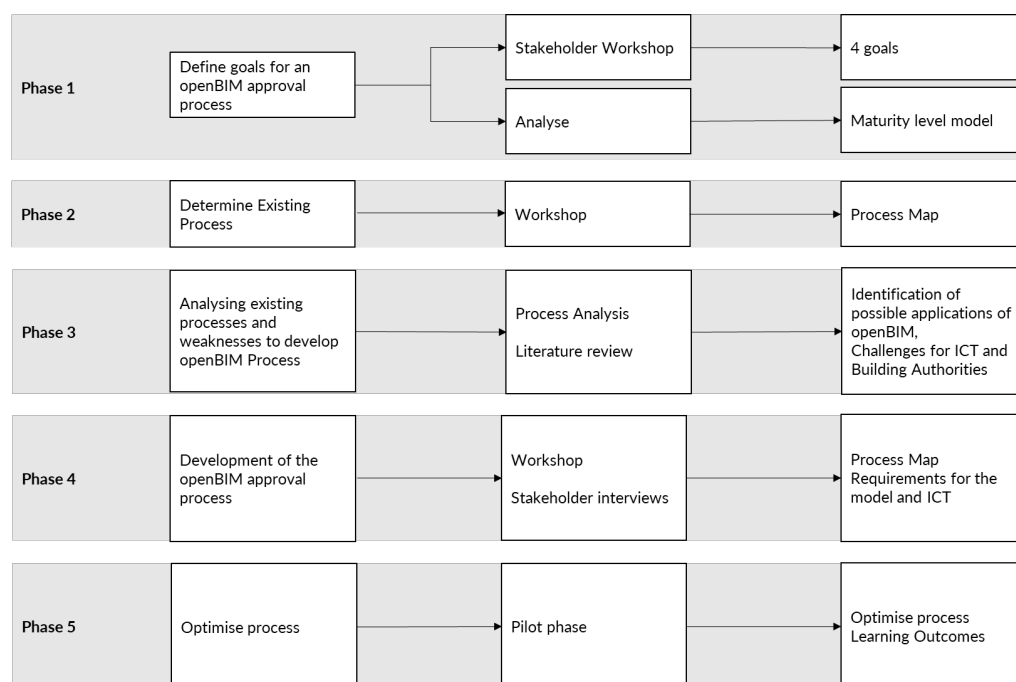 Phase 1
Define goals for an
openBIM approval
process
Stakeholder Workshop
4 goals
Analyse
Maturity level model
Phase 2
Determine Existing
Process
Workshop
Process Map
Phase 3
Analysing existing
processes and
weaknesses to develop
openBIM Process
Process Analysis
Literature review
Identification of
possible applications of
openBIM,
Challenges for ICT and
Building Authorities
Phase 4
Development of the
openBIM approval
process
Workshop
Stakeholder interviews
Process Map
Requirements for the
model and ICT
Phase 5
Optimise process
Pilot phase
Optimise process
Learning Outcomes